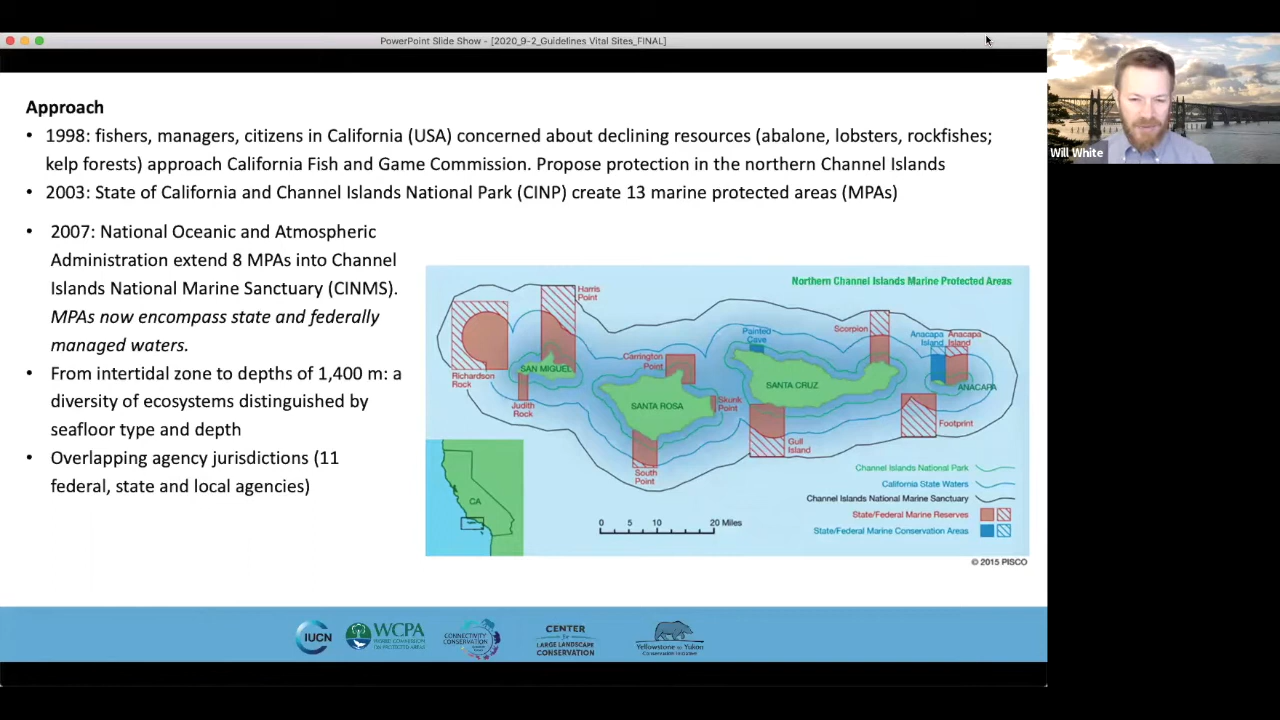 PowerPoint Slide Show - [2020_9-2_Guidelines Vital Sites_FINAL]
Will White
Approach
• 1998: fishers, managers, citizens in California (USA) concerned about declining resources (abalone, lobsters, rockfishes;
kelp forests) approach California Fish and Game Commission. Propose protection in the northern Channel Islands
• 2003: State of California and Channel Islands National Park (CINP) create 13 marine protected areas (MPAs)
• 2007: National Oceanic and Atmospheric
Administration extend 8 MPAs into Channel
Islands National Marine Sanctuary (CINMS).
MPAs now encompass state and federally
managed waters.
• From intertidal zone to depths of 1,400 m: a
diversity of ecosystems distinguished by
seafloor type and depth
• Overlapping agency jurisdictions (11
federal, state and local agencies)
Northern Channel Islands Marine Protected Areas
Harris
Point
Richardson
Rock
SAN MIGUEL
Judith
Rock
Carrington
Point
SANTA ROSA
Skunk
Point
South
Point
Painted
Cave
SANTA CRUZ
Gull
Island
Scorpion
Anacapa
Island
Anacapa
Island
ANACAPA
Footprint
CA
0 5 10 20 Miles
Channel Islands National Park
California State Waters
Channel Islands National Marine Sanctuary
State/Federal Marine Reserves
State/Federal Marine Conservation Areas
© 2015 PISCO
IUCN
WCPA
WORLD COMMISSION
ON PROTECTED AREAS
CONNECTIVITY
CONSERVATION
CENTER
for
LARGE LANDSCAPE
CONSERVATION
Yellowstone to Yukon